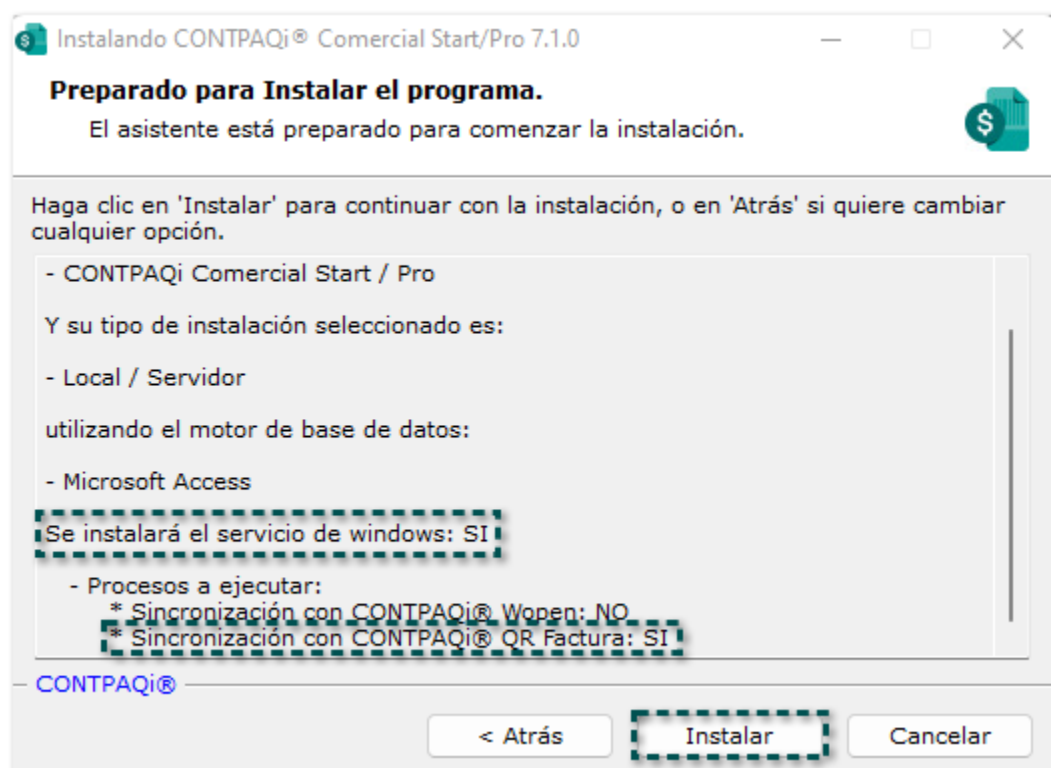 Instalando CONTPAQi® Comercial Start/Pro 7.1.0
Preparado para Instalar el programa.
El asistente está preparado para comenzar la instalación.
Haga clic en 'Instalar' para continuar con la instalación, o en 'Atrás' si quiere cambiar
cualquier opción.
- CONTPAQi Comercial Start / Pro
Y su tipo de instalación seleccionado es:
- Local / Servidor
utilizando el motor de base de datos:
- Microsoft Access
Se instalará el servicio de windows: SI
- Procesos a ejecutar:
* Sincronización con CONTPAQi® Wopen: NO
* Sincronización con CONTPAQi® QR Factura: SI
CONTPAQi®
< Atrás
Instalar
Cancelar